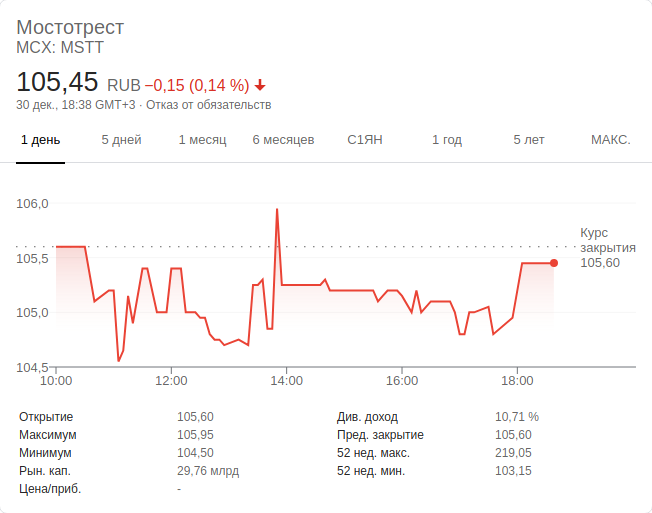 Мостотрест
MCX: MSTT
105,45 RUB −0,15 (0,14 %)
30 дек., 18:38 GMT+3 · Отказ от обязательств
1 день 5 дней 1 месяц 6 месяцев С1ЯН 1 год 5 лет МАКС.
106,0
105,5
105,0
104,5
Курс
закрытия
105,60
10:00 12:00 14:00 16:00 18:00
Открытие 105,60 Див. доход 10,71 %
Максимум 105,95 Пред. закрытие 105,60
Минимум 104,50 52 нед. макс. 219,05
Рын. кап. 29,76 млрд 52 нед. мин. 103,15
Цена/приб. -